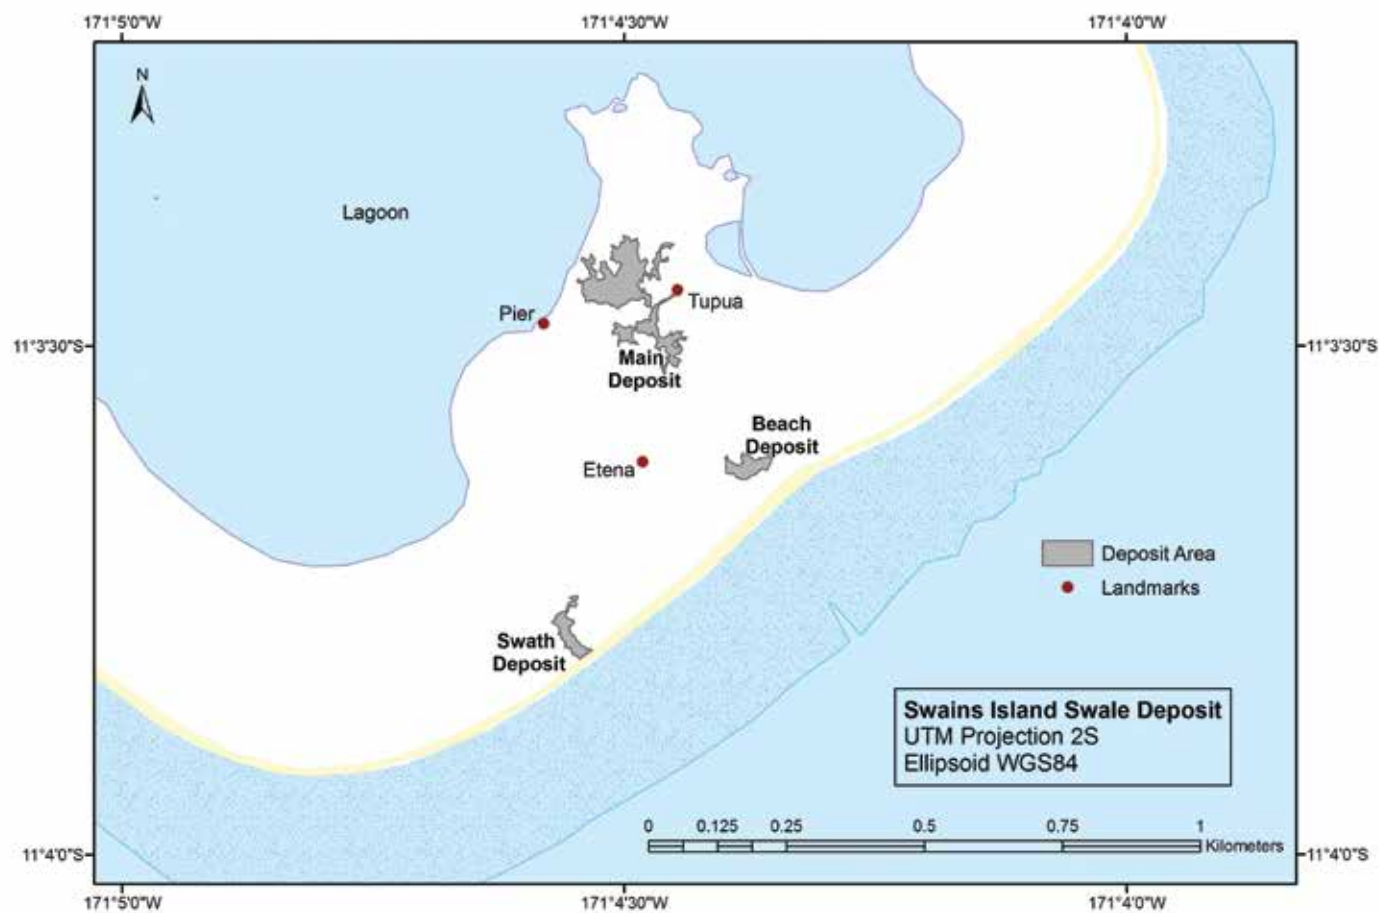 171°5'0"W
171°4'30"W
171°4'0"W
N
Lagoon
Pier
Tupua
11°3'30"S
11°3'30"S
Main
Deposit
Beach
Deposit
Etena
Deposit Area
Landmarks
Swath
Deposit
Swains Island Swale Deposit
UTM Projection 2S
Ellipsoid WGS84
0 0.125 0.25 0.5 0.75 1
Kilometers
11°4'0"S
11°4'0"S
171°5'0"W
171°4'30"W
171°4'0"W